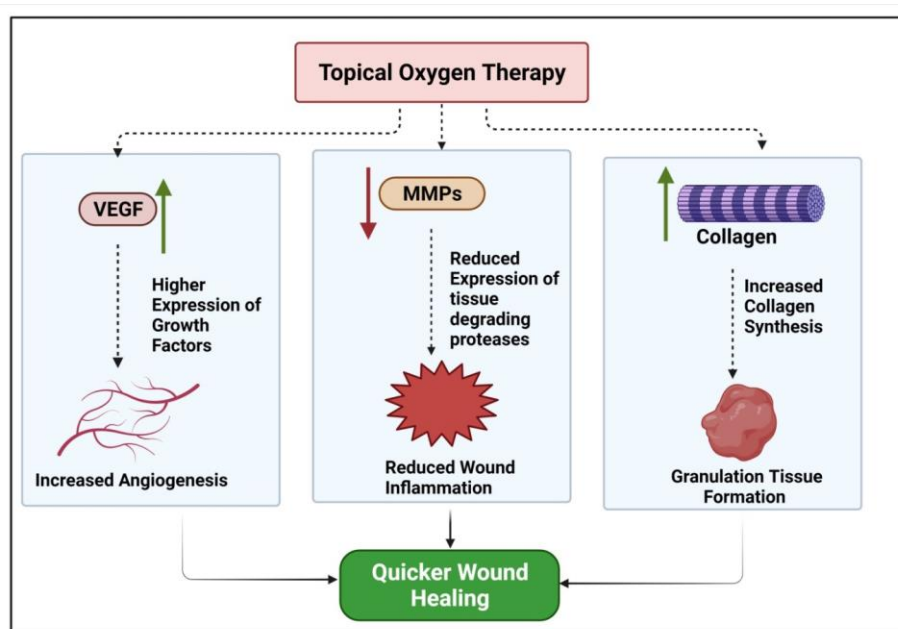 Topical Oxygen Therapy
VEGF
Higher
Expression of
Growth
Factors
Increased Angiogenesis
MMPs
Reduced
Expression of
tissue
degrading
proteases
Reduced Wound
Inflammation
Collagen
Increased
Collagen
Synthesis
Granulation Tissue
Formation
Quicker Wound
Healing